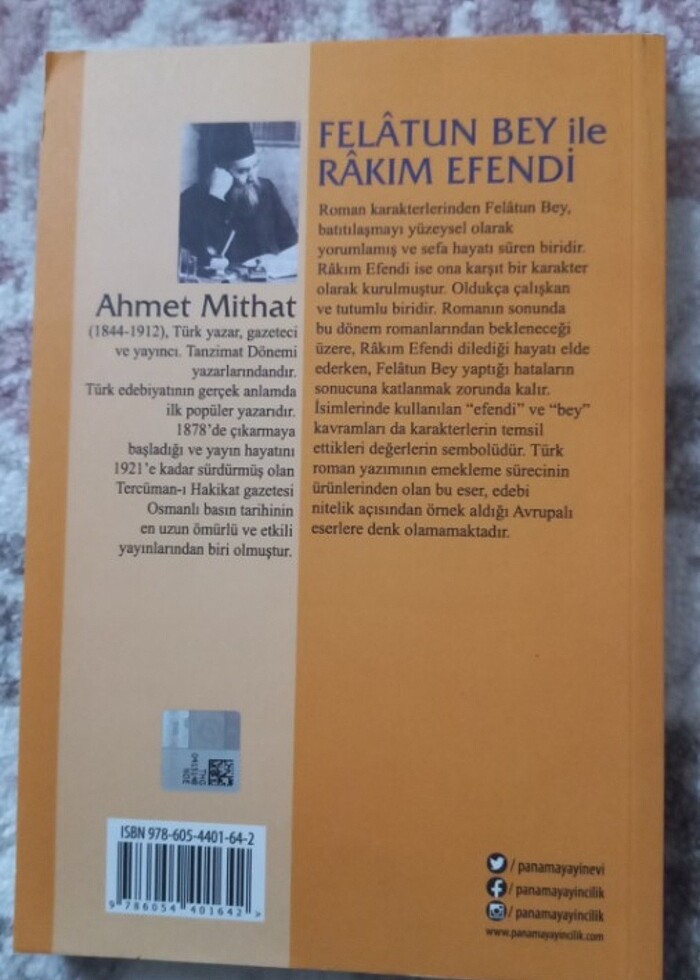 FELÂTUN BEY ile
RÂKIM EFENDİ
Roman karakterlerinden Felâtun Bey,
batıtılaşmayı yüzeysel olarak
yorumlamış ve sefa hayatı süren biridir.
Râkım Efendi ise ona karşıt bir karakter
olarak kurulmuştur. Oldukça çalışkan
ve tutumlu biridir. Romanın sonunda
bu dönem romanlarından bekleneceği
üzere, Râkım Efendi dilediği hayatı elde
ederken, Felâtun Bey yaptığı hataların
sonucuna katlanmak zorunda kalır.
İsimlerinde kullanılan “efendi” ve “bey”
kavramları da karakterlerin temsil
ettikleri değerlerin sembolüdür. Türk
roman yazımının emekleme sürecinin
ürünlerinden olan bu eser, edebi
nitelik açısından örnek aldığı Avrupalı
eserlere denk olamamaktadır.
Ahmet Mithat
(1844-1912), Türk yazar, gazeteci
ve yayıncı. Tanzimat Dönemi
yazarlarındandır.
Türk edebiyatının gerçek anlamda
ilk popüler yazarıdır.
1878’de çıkarmaya
başladığı ve yayın hayatını
1921’e kadar sürdürmüş olan
Tercüman-ı Hakikat gazetesi
Osmanlı basın tarihinin
en uzun ömürlü ve etkili
yayınlarından biri olmuştur.
ISBN 978-605-4401-64-2
9 786054 401642 >
/ panamayayinevi
/ panamayayincilik
/ panamayayincilik
www.panamayayincilik.com